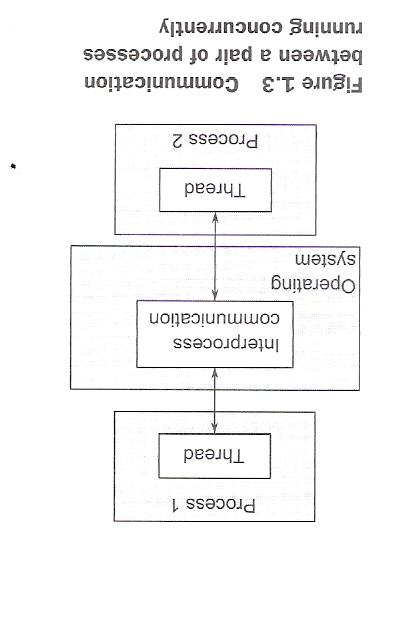 Process 1
Thread
Interprocess
communication
Operating
system
Thread
Process 2
Figure 1.3 Communication
between a pair of processes
running concurrently